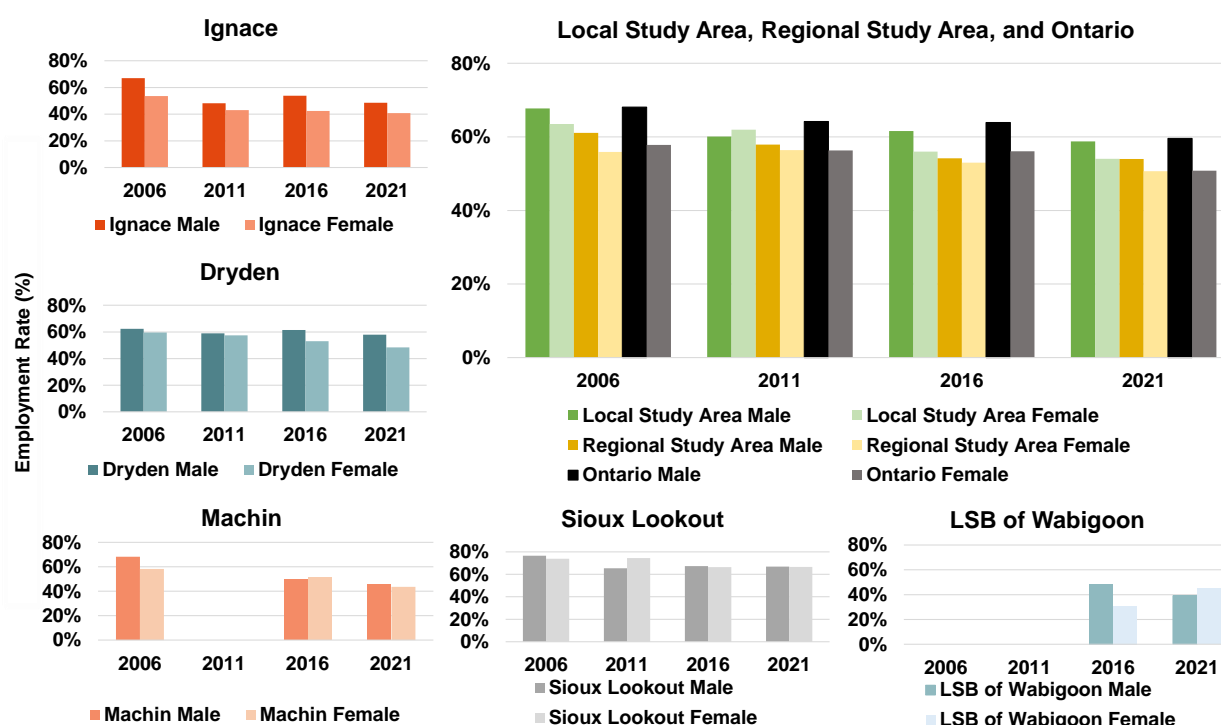 Employment Rate (%)
Ignace
80%
60%
40%
20%
0%
2006 2011 2016 2021
Ignace Male Ignace Female
Dryden
80%
60%
40%
20%
0%
2006 2011 2016 2021
Dryden Male Dryden Female
Machin
80%
60%
40%
20%
0%
2006 2011 2016 2021
Machin Male Machin Female
Local Study Area, Regional Study Area, and Ontario
80%
60%
40%
20%
0%
2006 2011 2016 2021
Local Study Area Male Local Study Area Female
Regional Study Area Male Regional Study Area Female
Ontario Male Ontario Female
Sioux Lookout
80%
60%
40%
20%
0%
2006 2011 2016 2021
Sioux Lookout Male
Sioux Lookout Female
LSB of Wabigoon
80%
60%
40%
20%
0%
2006 2011 2016 2021
LSB of Wabigoon Male
LSB of Wabigoon Female